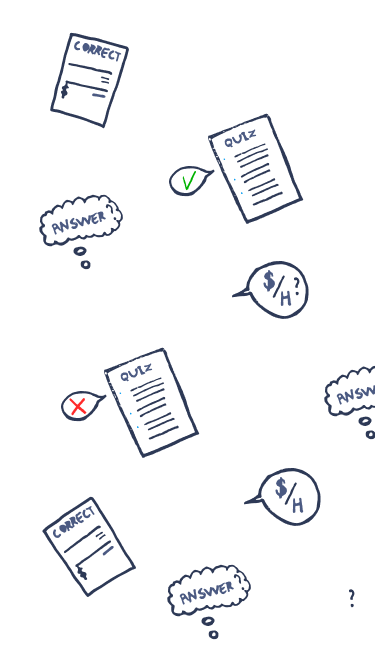 CORRECT
$
QUIZ
ANSWER?
$/H?
QUIZ
ANSW
$/H
CORRECT
$
ANSWER?
?